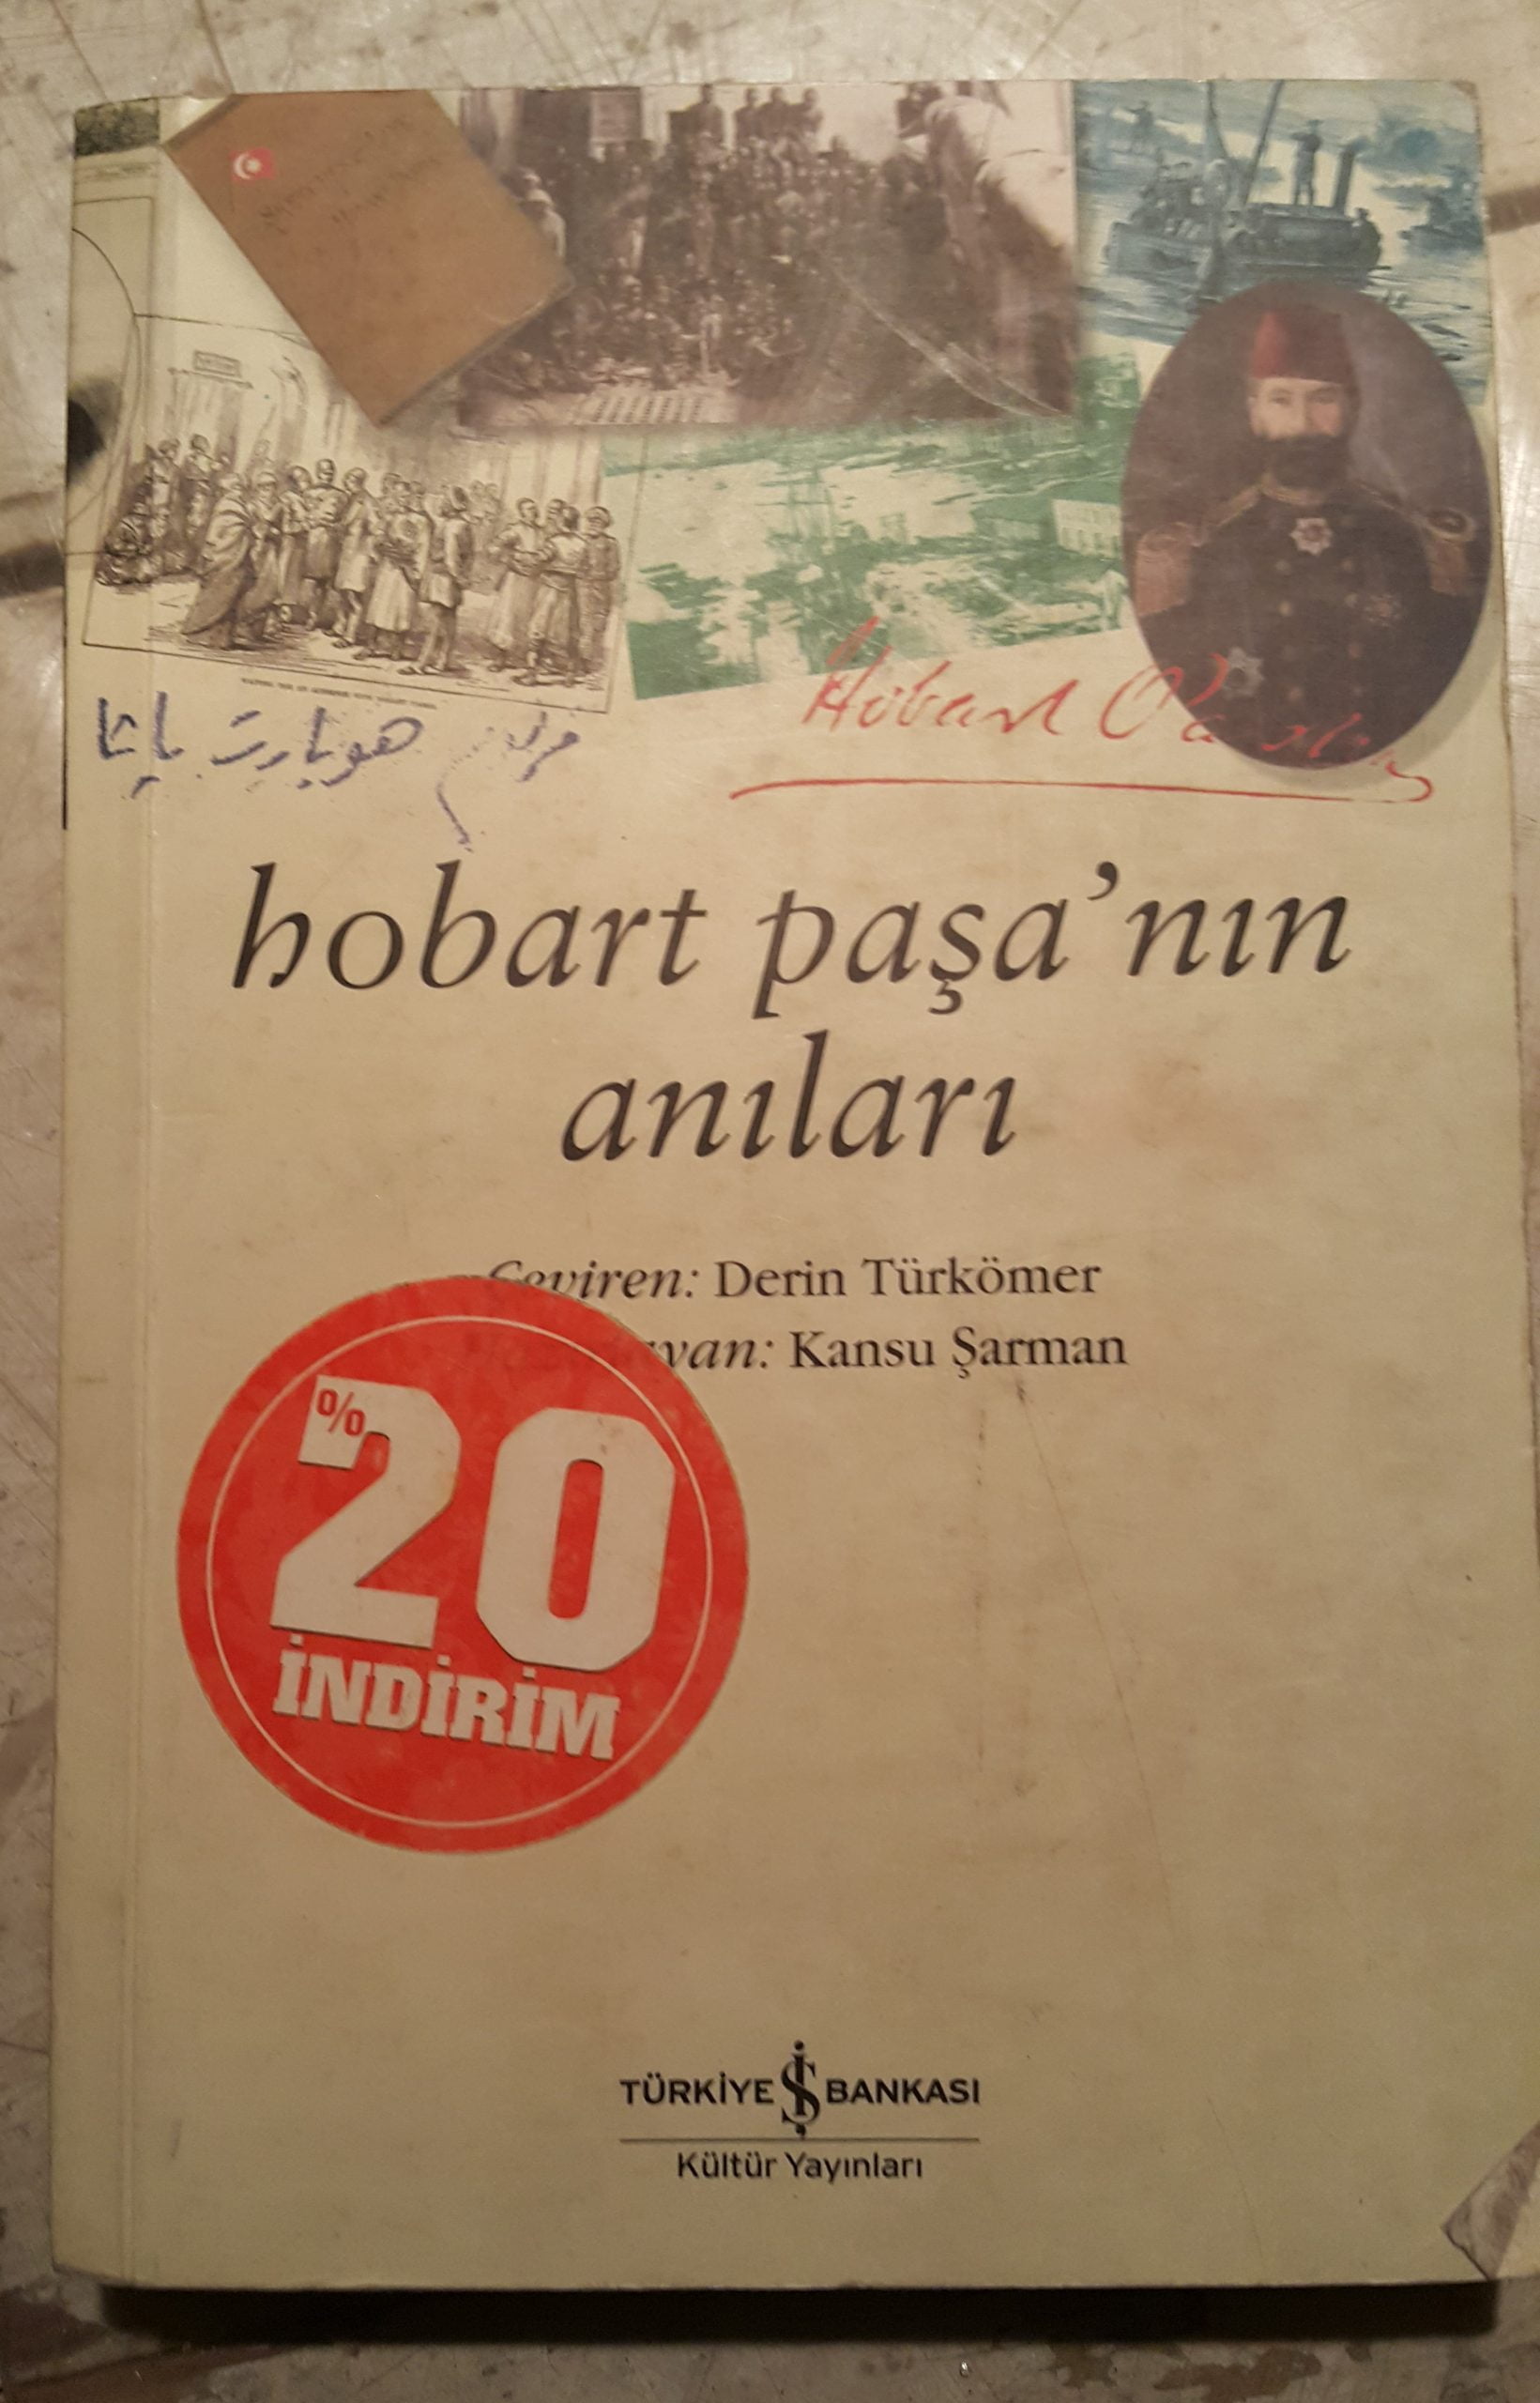 هوبارت پاشا
Hobart Pasha
hobart paşa'nın
anıları
Çeviren: Derin Türkömer
Kansu Şarman
%20
İNDİRİM
TÜRKİYE İŞ BANKASI
Kültür Yayınları